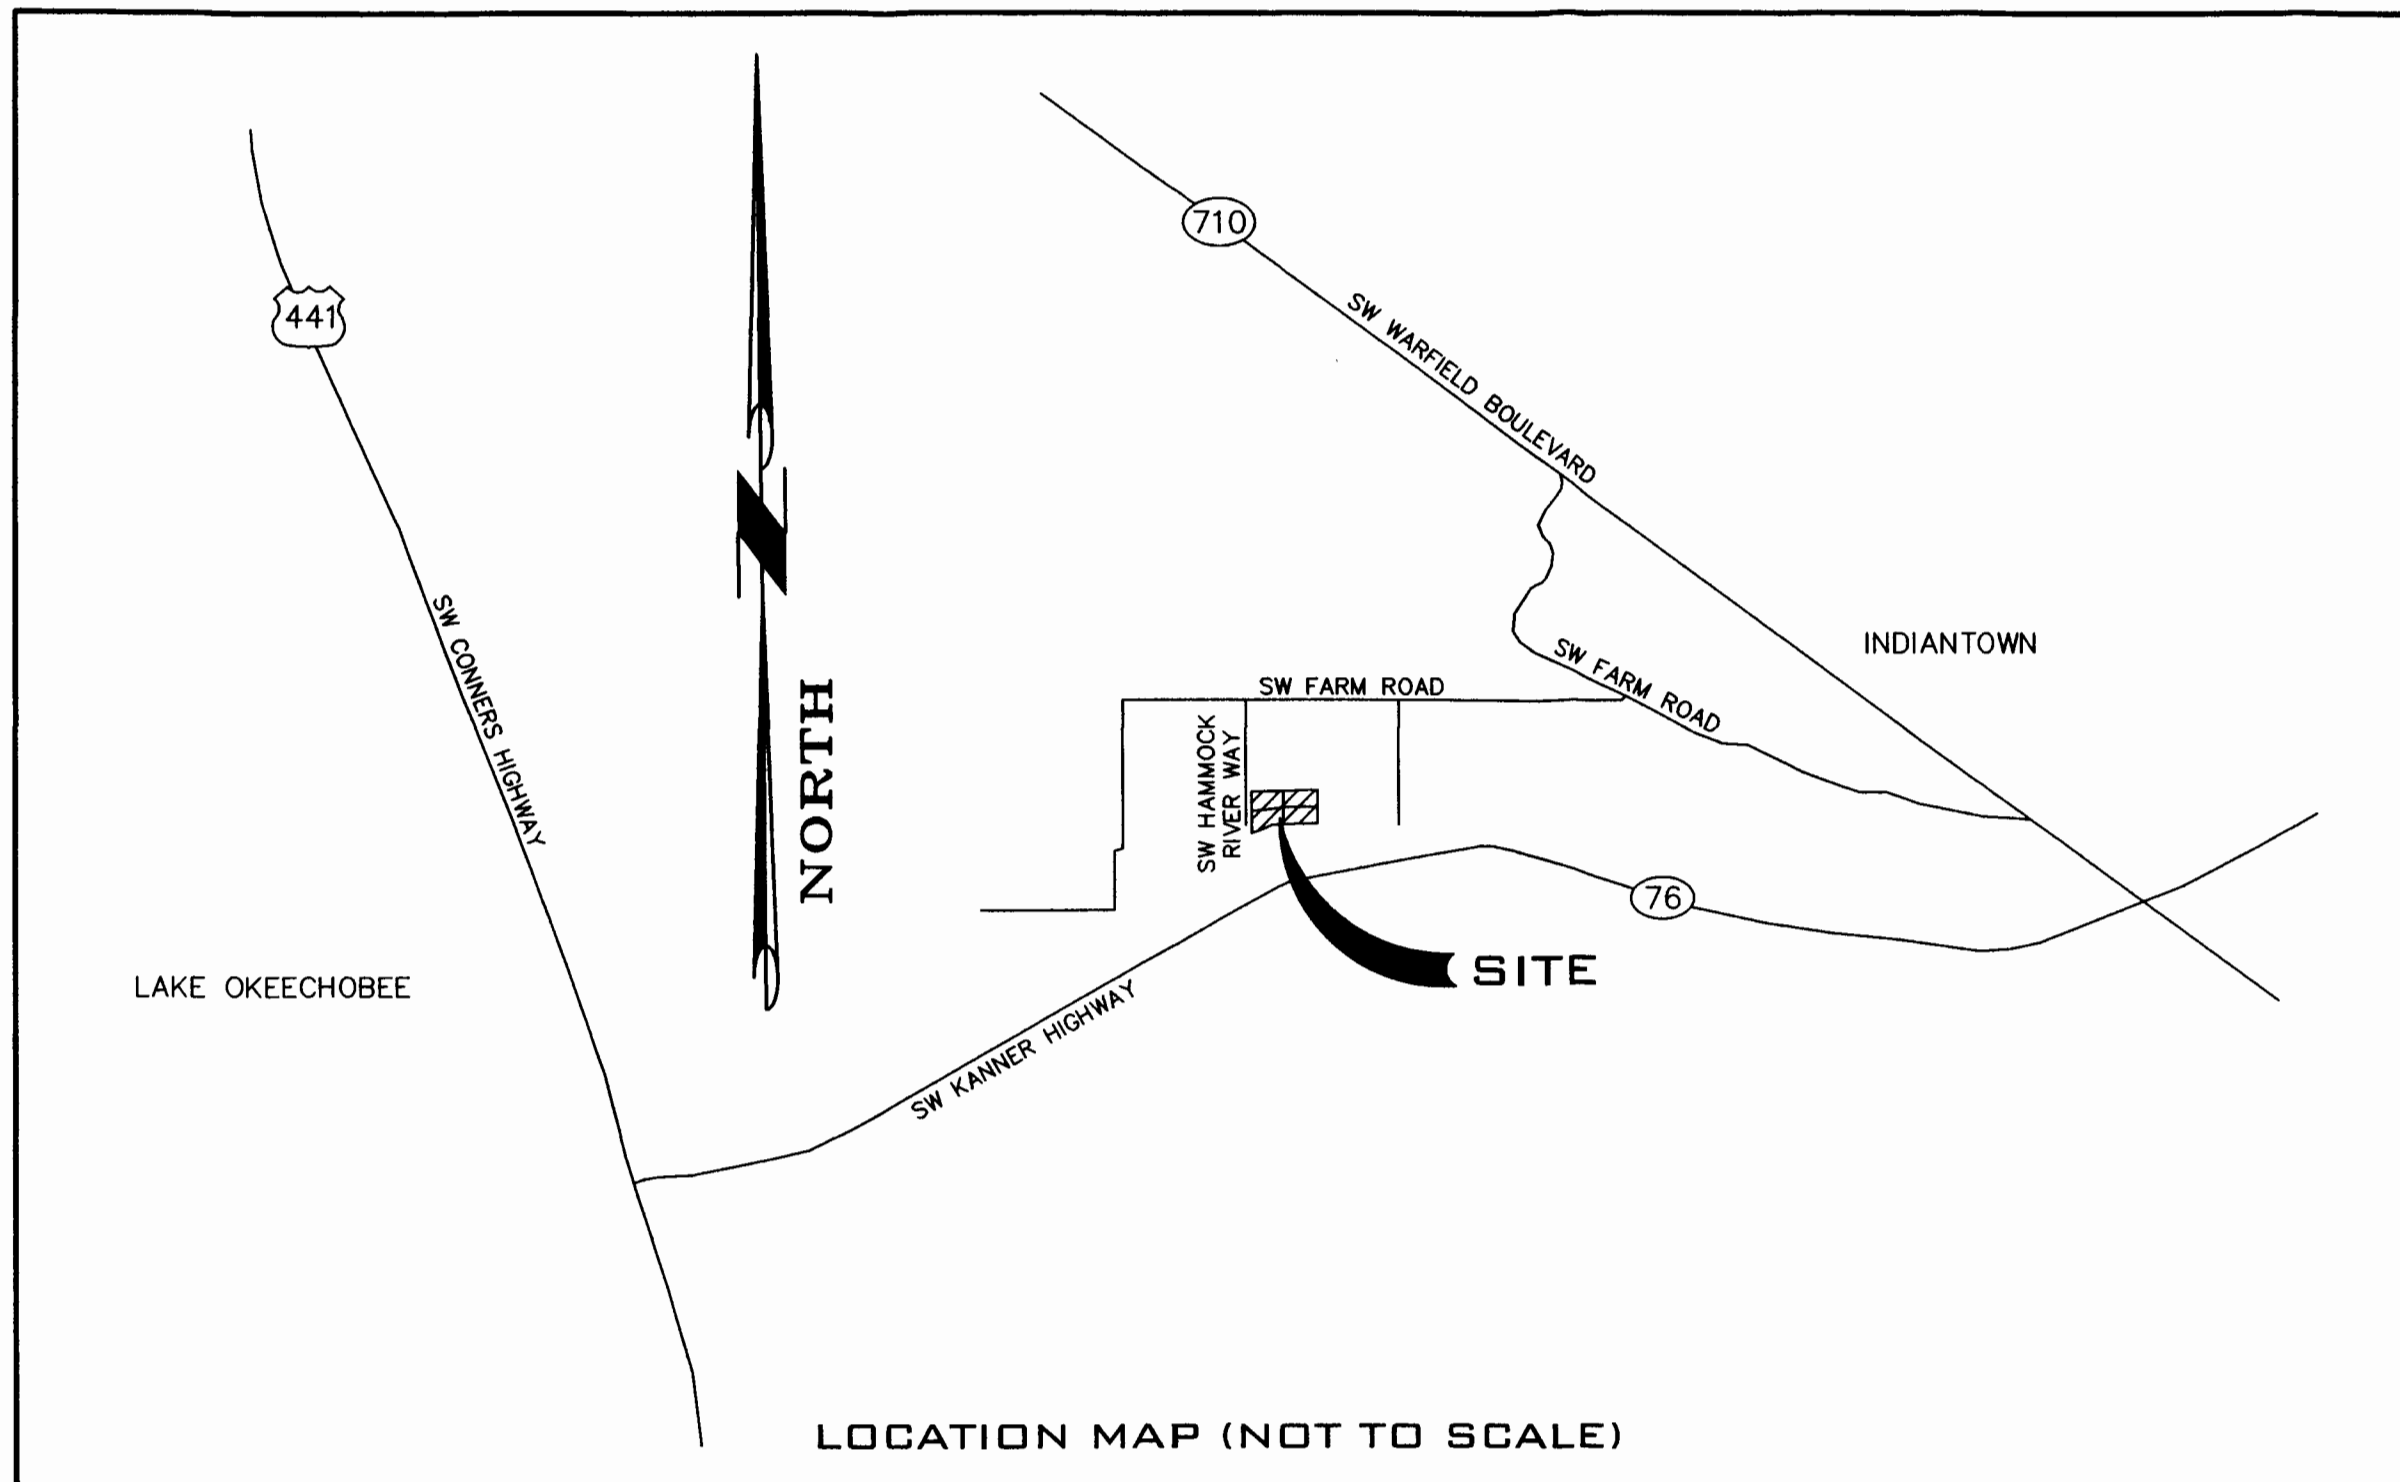 710
441
SW WARFIELD BOULEVARD
N
NORTH
SW CONNERS HIGHWAY
INDIANTOWN
SW FARM ROAD
SW FARM ROAD
SW HAMMOCK
RIVER WAY
76
SITE
LAKE OKEECHOBEE
SW KANNER HIGHWAY
LOCATION MAP (NOT TO SCALE)